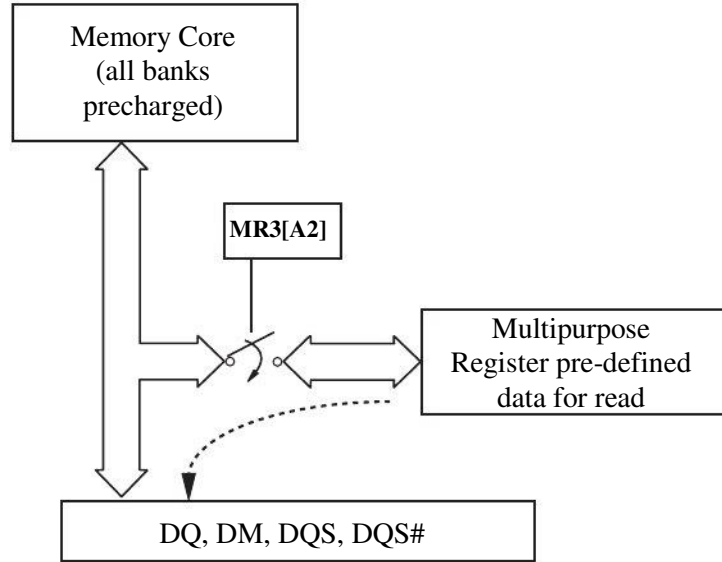 Memory Core
(all banks
precharged)
MR3[A2]
Multipurpose
Register pre-defined
data for read
DQ, DM, DQS, DQS#